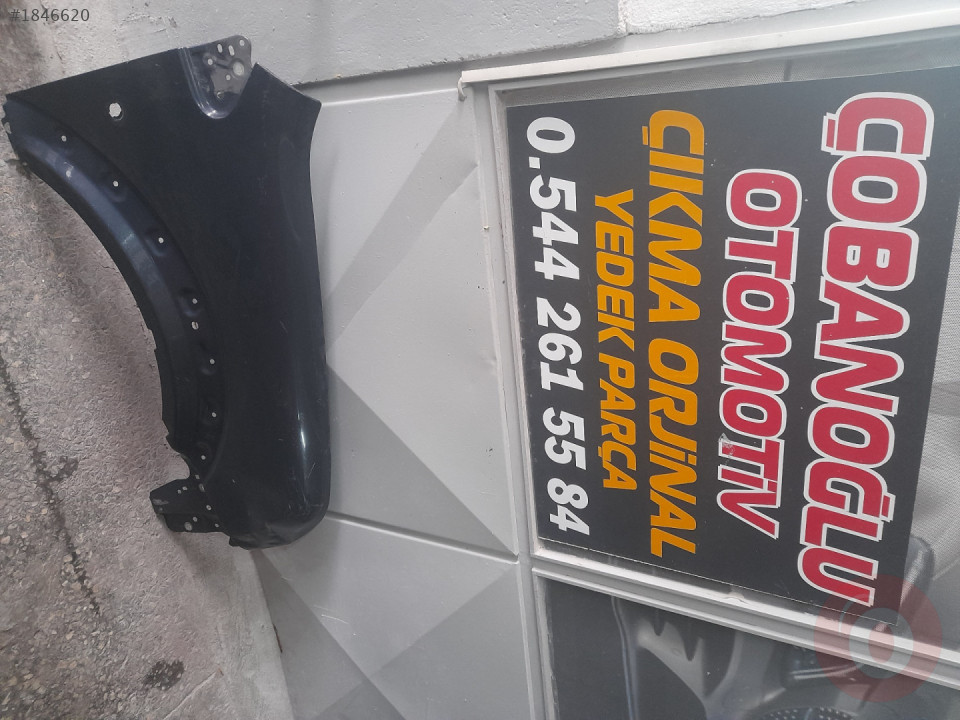 #1846620
ÇOBANOĞLU
OTOMOTİV
ÇIKMA ORJİNAL
YEDEK PARÇA
0.544 261 55 84